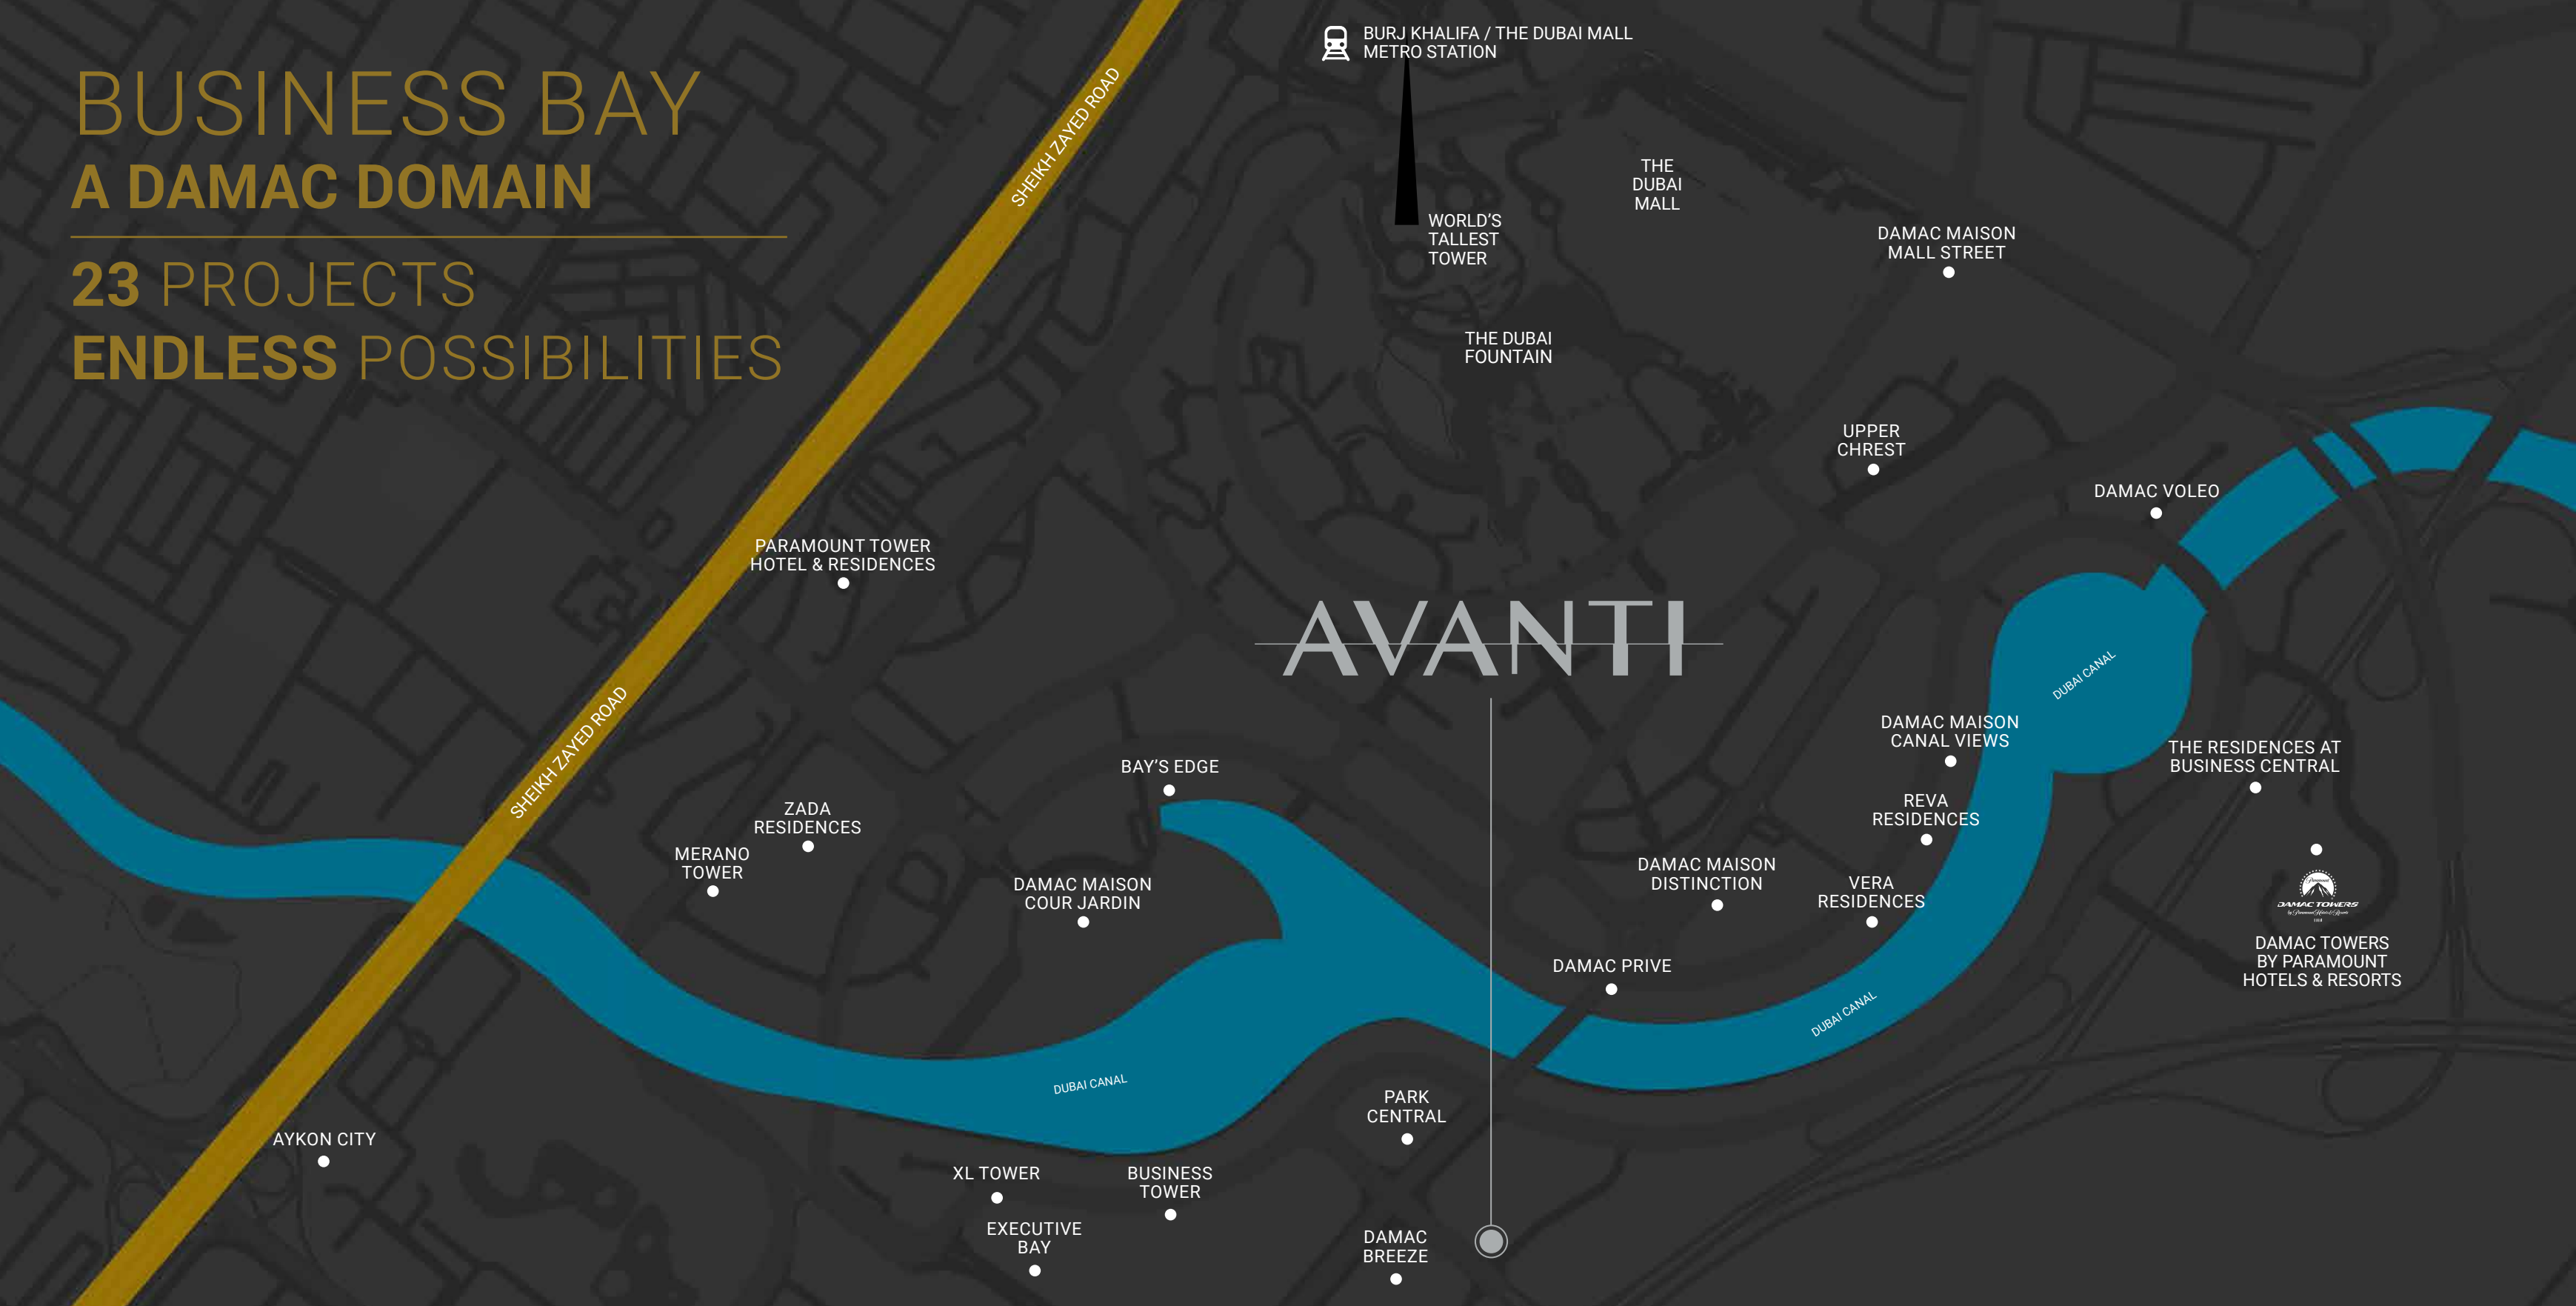 BUSINESS BAY
A DAMAC DOMAIN
23 PROJECTS
ENDLESS POSSIBILITIES
BURJ KHALIFA / THE DUBAI MALL
METRO STATION
SHEIKH ZAYED ROAD
THE
DUBAI
MALL
WORLD'S
TALLEST
TOWER
DAMAC MAISON
MALL STREET
THE DUBAI
FOUNTAIN
UPPER
CHREST
DAMAC VOLEO
PARAMOUNT TOWER
HOTEL & RESIDENCES
AVANTI
DUBAI CANAL
SHEIKH ZAYED ROAD
DAMAC MAISON
CANAL VIEWS
THE RESIDENCES AT
BUSINESS CENTRAL
BAY'S EDGE
ZADA
RESIDENCES
REVA
RESIDENCES
MERANO
TOWER
DAMAC MAISON
DISTINCTION
DAMAC MAISON
COUR JARDIN
VERA
RESIDENCES
DAMAC TOWERS
by Paramount Hotels & Resorts
DAMAC TOWERS
BY PARAMOUNT
HOTELS & RESORTS
DAMAC PRIVE
DUBAI CANAL
DUBAI CANAL
PARK
CENTRAL
AYKON CITY
XL TOWER
BUSINESS
TOWER
EXECUTIVE
BAY
DAMAC
BREEZE